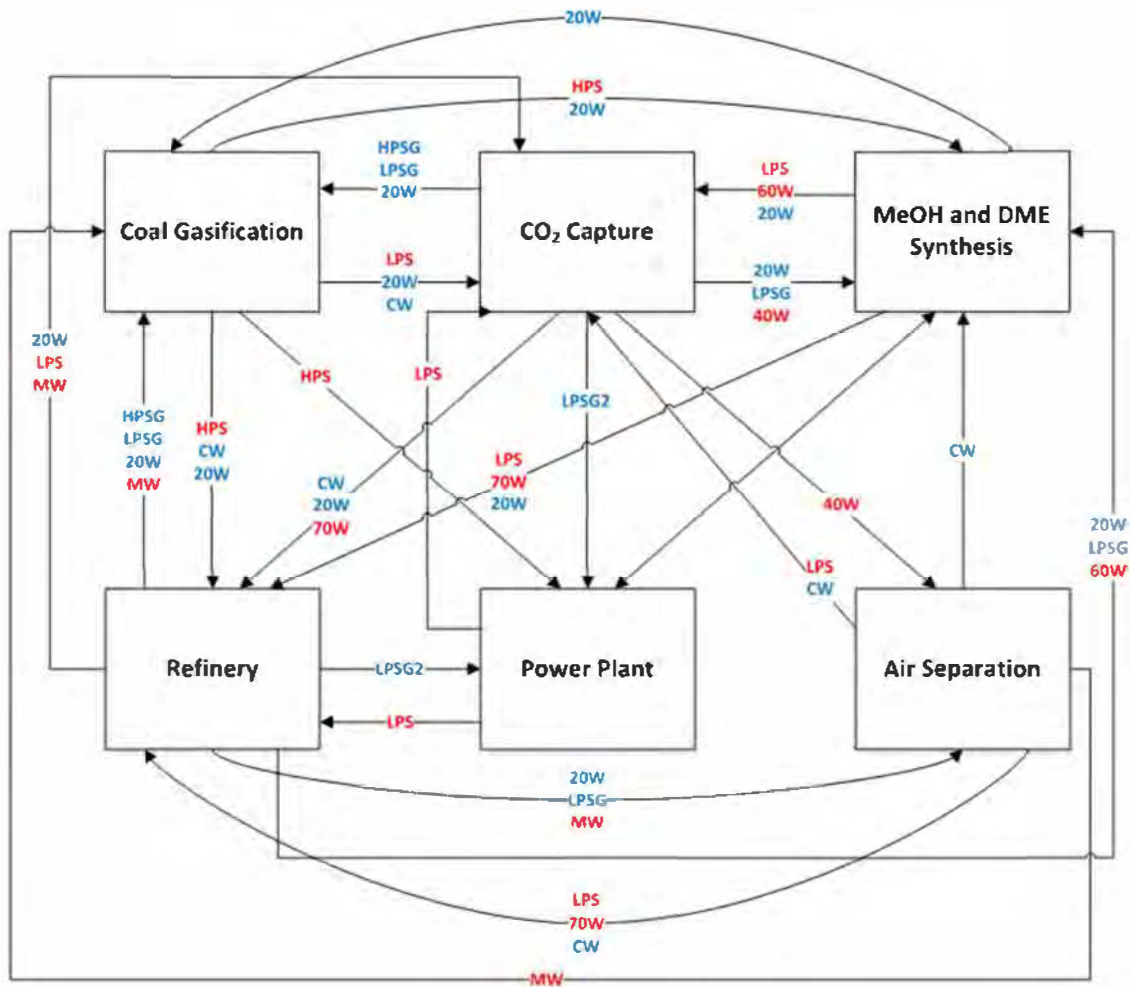 20W
HPS
20W
HPSG
LPSG
20W
LPS
60W
20W
Coal Gasification
CO₂ Capture
MeOH and DME
Synthesis
LPS
20W
CW
20W
LPSG
40W
20W
LPS
MW
HPS
LPS
LPSG2
HPSG
LPSG
20W
MW
HPS
CW
20W
CW
20W
70W
LPS
70W
20W
40W
CW
LPS
CW
20W
LPSG
60W
Refinery
LPSG2
LPS
Power Plant
Air Separation
20W
LPSG
MW
LPS
70W
CW
MW